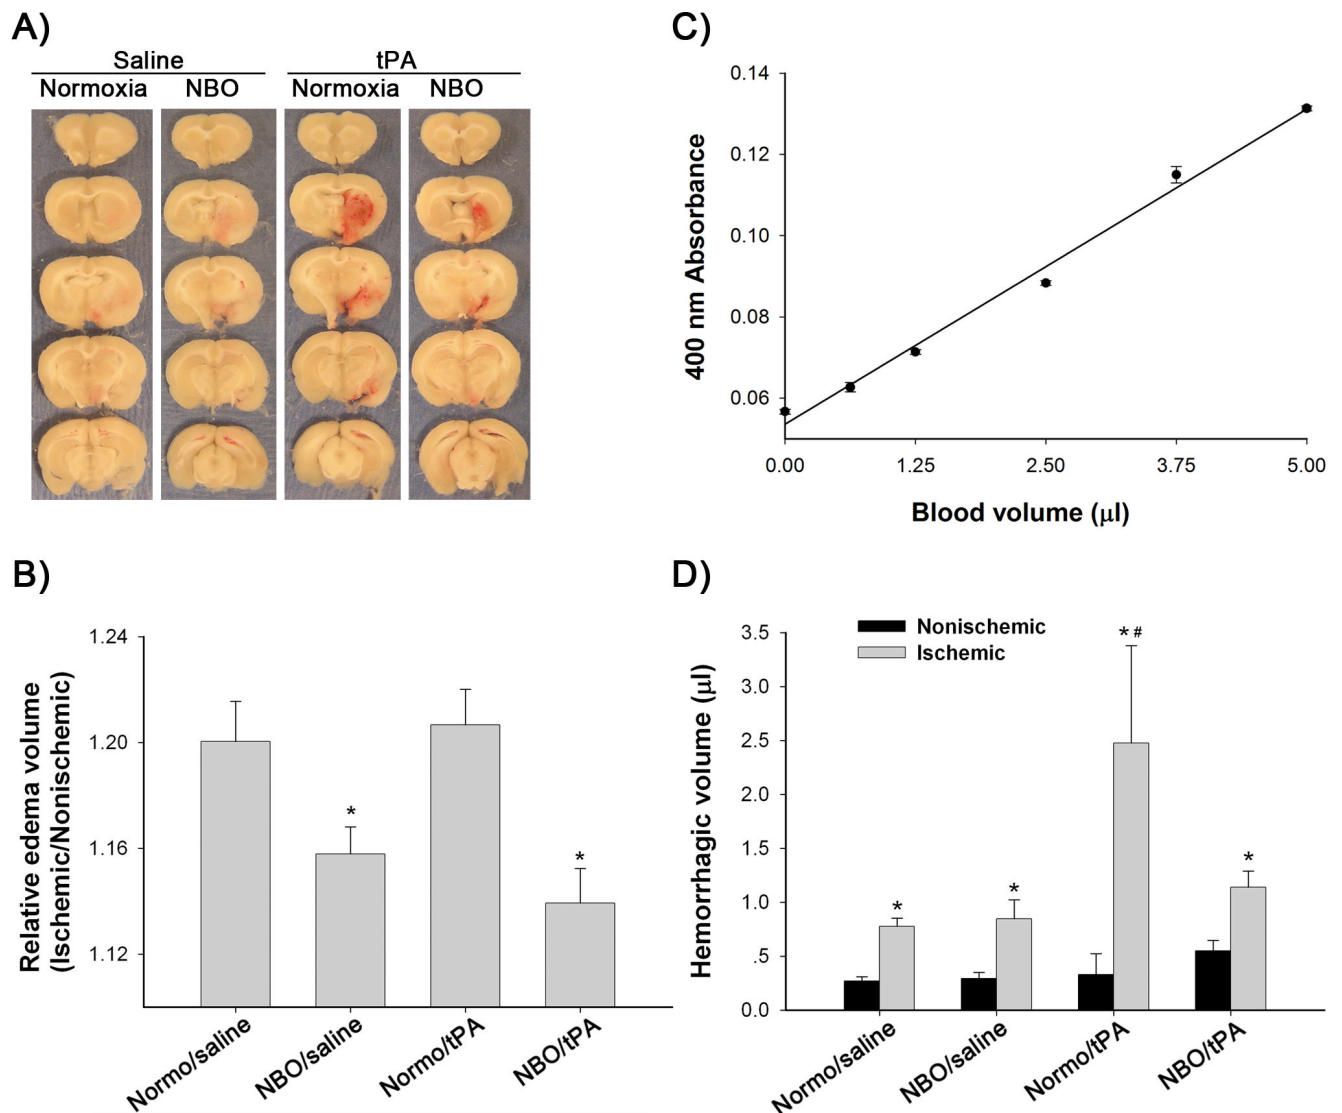 A)
Saline tPA
Normoxia NBO Normoxia NBO
B)
Relative edema volume
(Ischemic/Nonischemic)
1.24
1.20
1.16
1.12
*
*
Normo/saline NBO/saline Normo/tPA NBO/tPA
C)
400 nm Absorbance
0.14
0.12
0.10
0.08
0.06
0.00 1.25 2.50 3.75 5.00
Blood volume (μl)
D)
Hemorrhagic volume (μl)
3.5
3.0
2.5
2.0
1.5
1.0
.5
0.0
Nonischemic
Ischemic
* #
*
*
*
Normo/saline NBO/saline Normo/tPA NBO/tPA